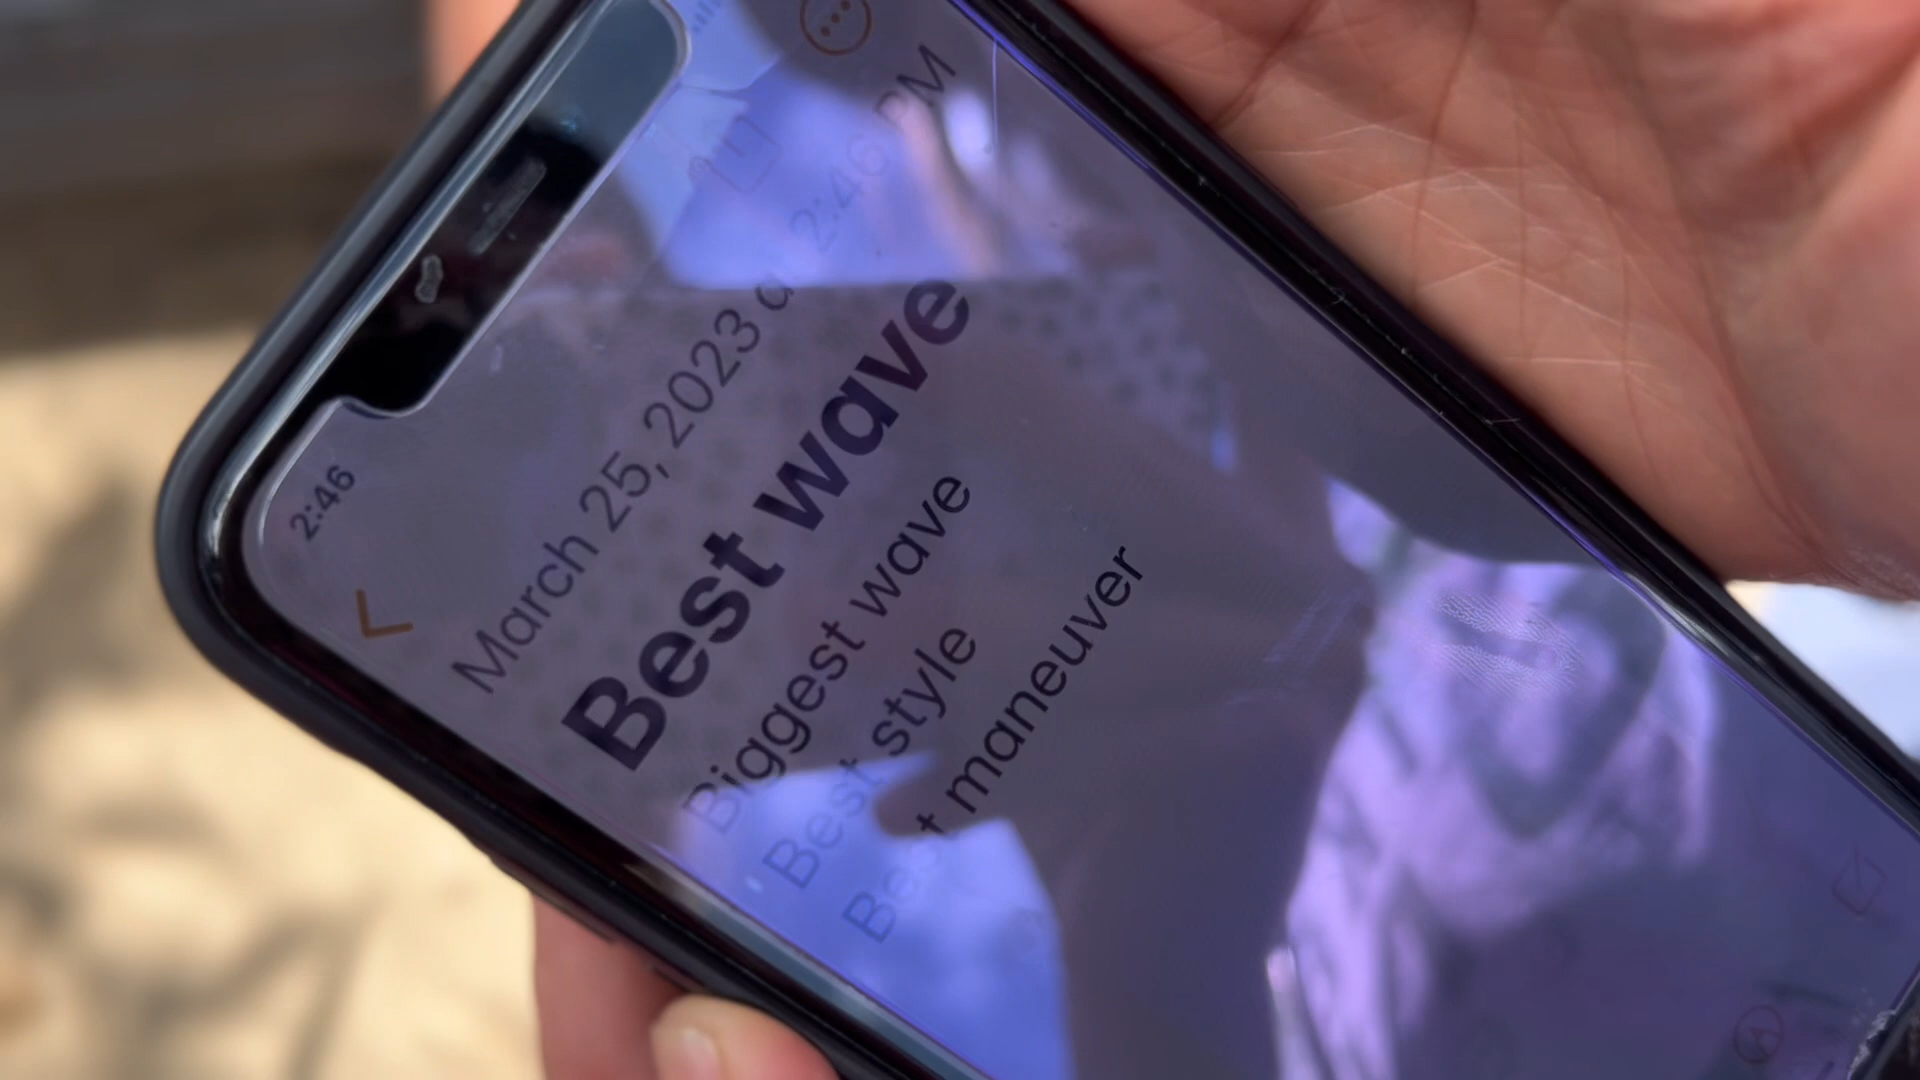 2:46
March 25, 2023 at 2:46 PM
Best wave
Biggest wave
Best style
Best maneuver